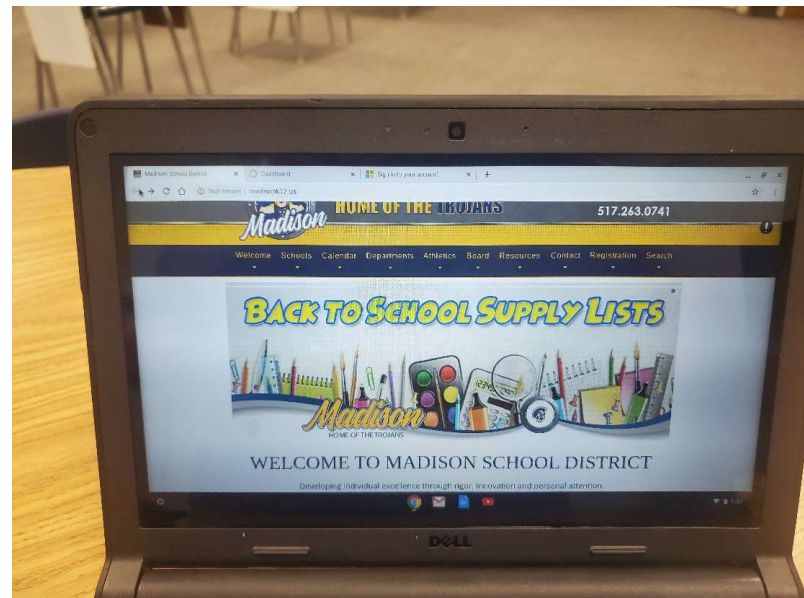 Madison School District
Dashboard
Sign in to your account
Not secure | madisonk12.us
Madison
HOME OF THE TROJANS
517.263.0741
Welcome Schools Calendar Departments Athletics Board Resources Contact Registration Search
BACK TO SCHOOL SUPPLY LISTS
Madison
HOME OF THE TROJANS
WELCOME TO MADISON SCHOOL DISTRICT
Developing individual excellence through rigor, innovation and personal attention
DELL